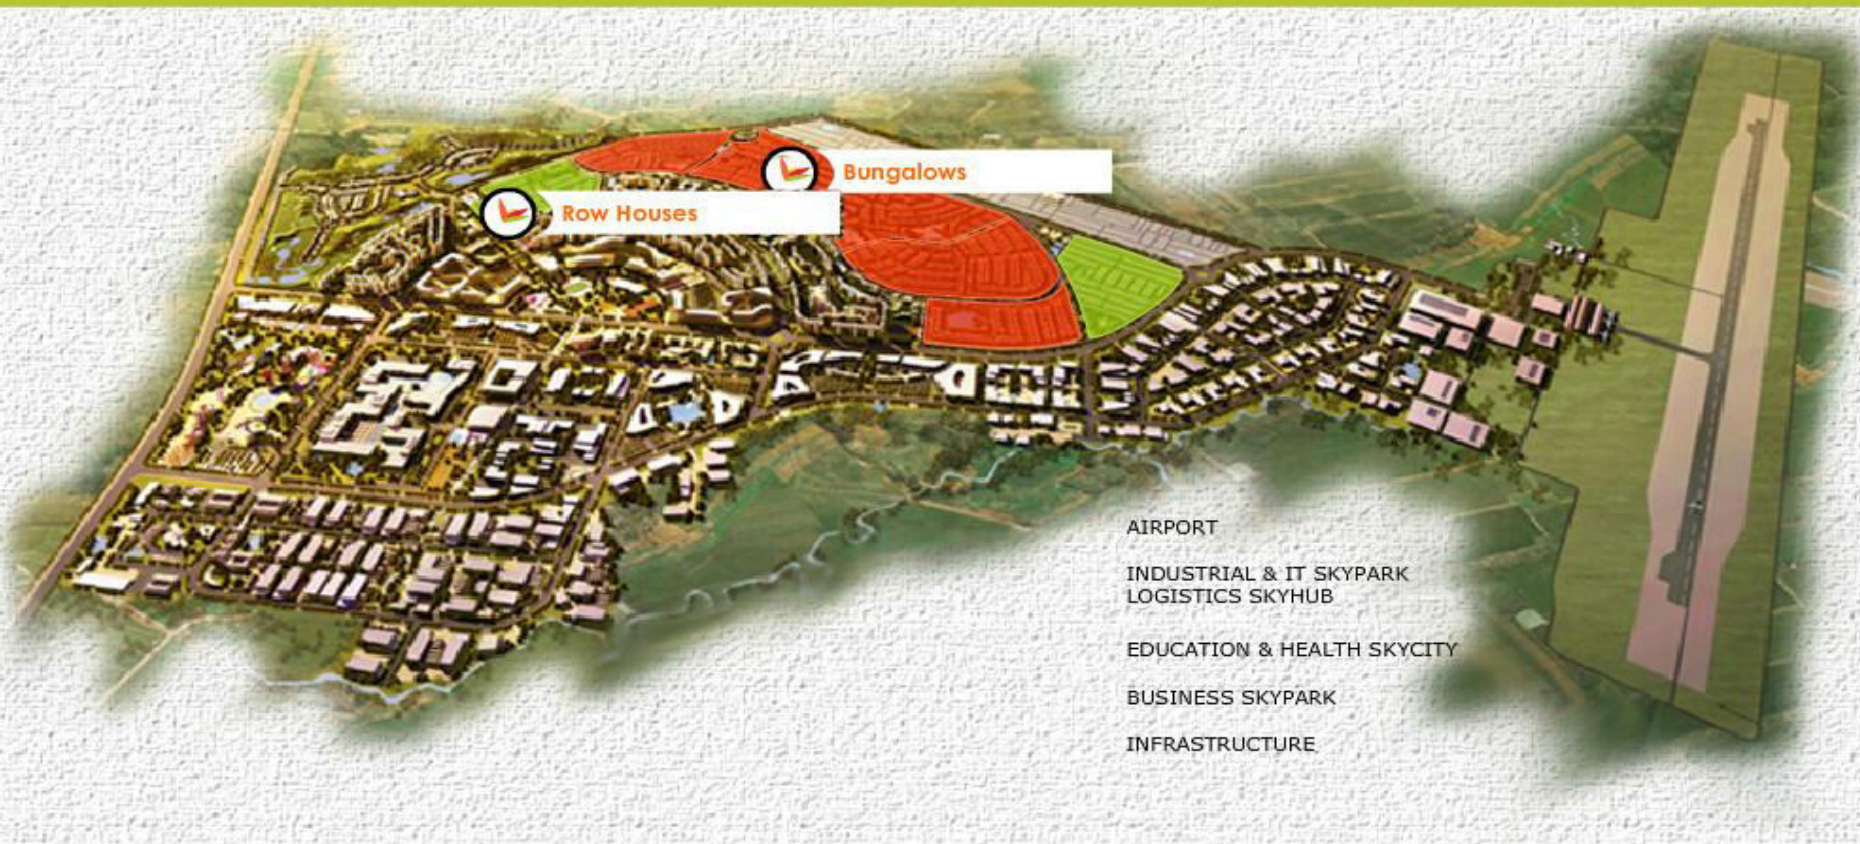 Bungalows
Row Houses
AIRPORT
INDUSTRIAL & IT SKYPARK
LOGISTICS SKYHUB
EDUCATION & HEALTH SKYCITY
BUSINESS SKYPARK
INFRASTRUCTURE